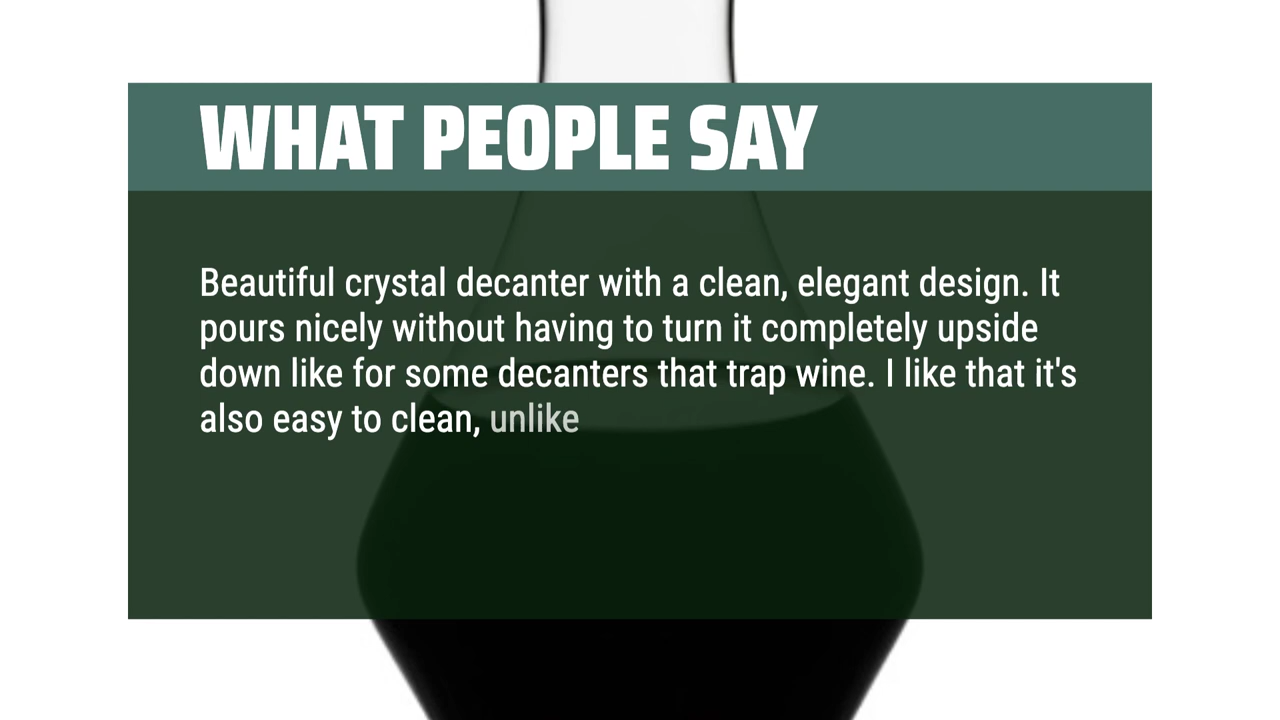 WHAT PEOPLE SAY
Beautiful crystal decanter with a clean, elegant design. It
pours nicely without having to turn it completely upside
down like for some decanters that trap wine. I like that it's
also easy to clean, unlike